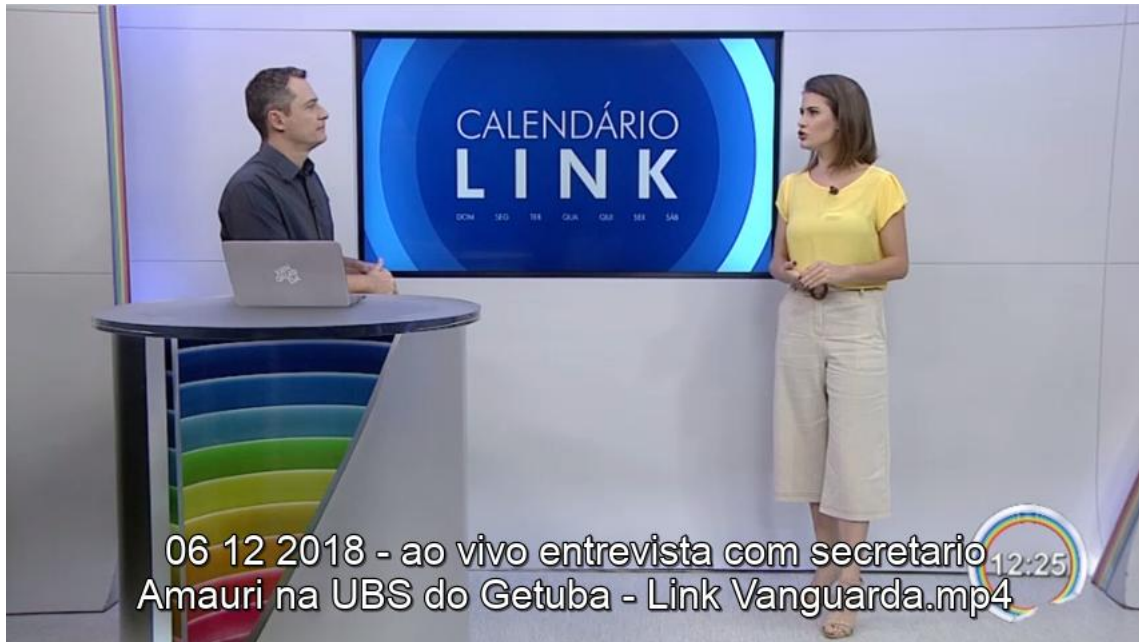 CALENDÁRIO
LINK
DOM SEG TER QUA QUI SEX SÁB
06 12 2018 - ao vivo entrevista com secretario
12:25
Amauri na UBS do Getuba - Link Vanguarda.mp4